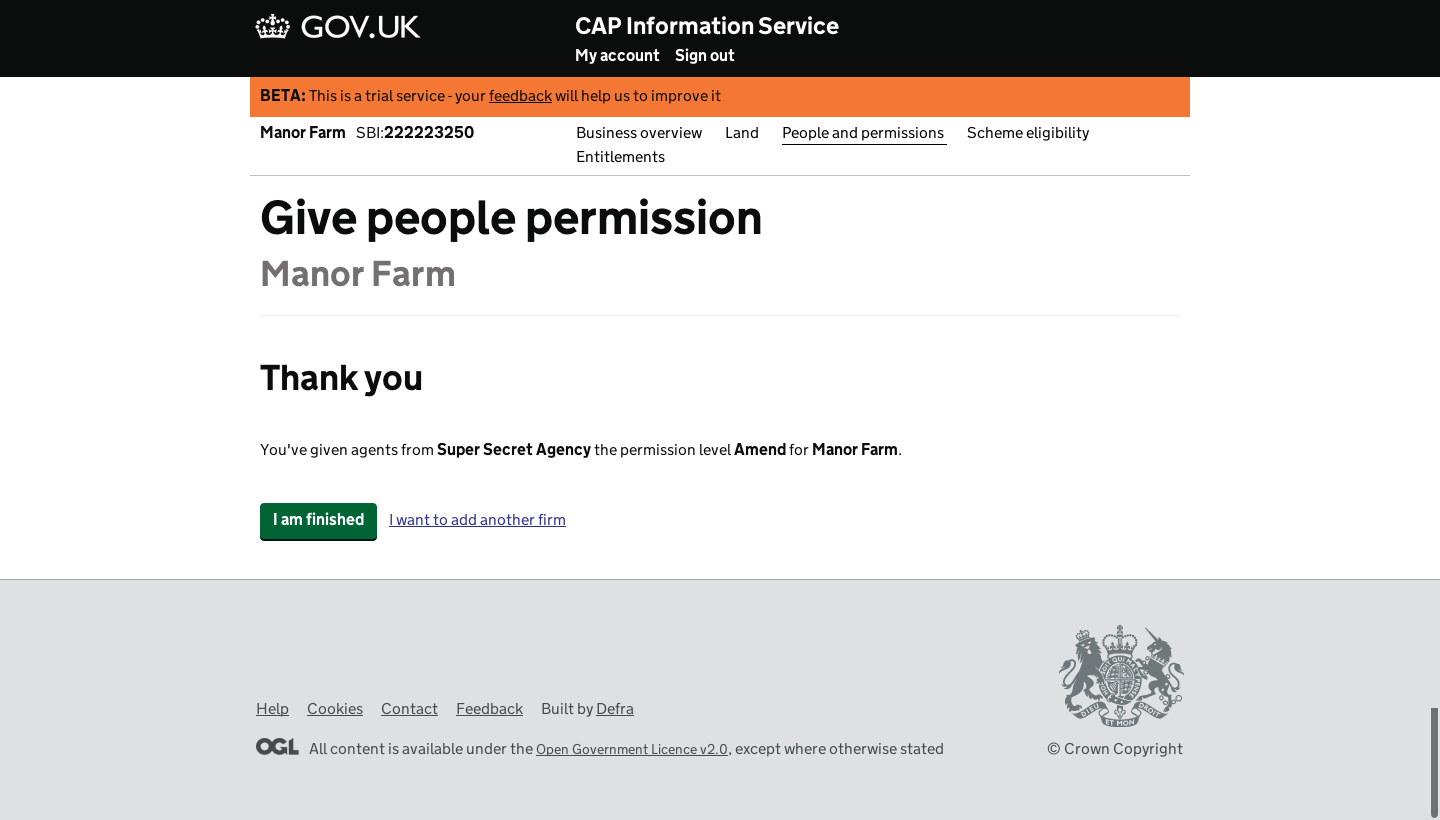 GOV.UK
CAP Information Service
My account Sign out
BETA: This is a trial service - your feedback will help us to improve it
Manor Farm SBI:222223250
Business overview Land People and permissions Scheme eligibility
Entitlements
Give people permission
Manor Farm
Thank you
You've given agents from Super Secret Agency the permission level Amend for Manor Farm.
I am finished I want to add another firm
Help Cookies Contact Feedback Built by Defra
OGL All content is available under the Open Government Licence v2.0, except where otherwise stated
© Crown Copyright